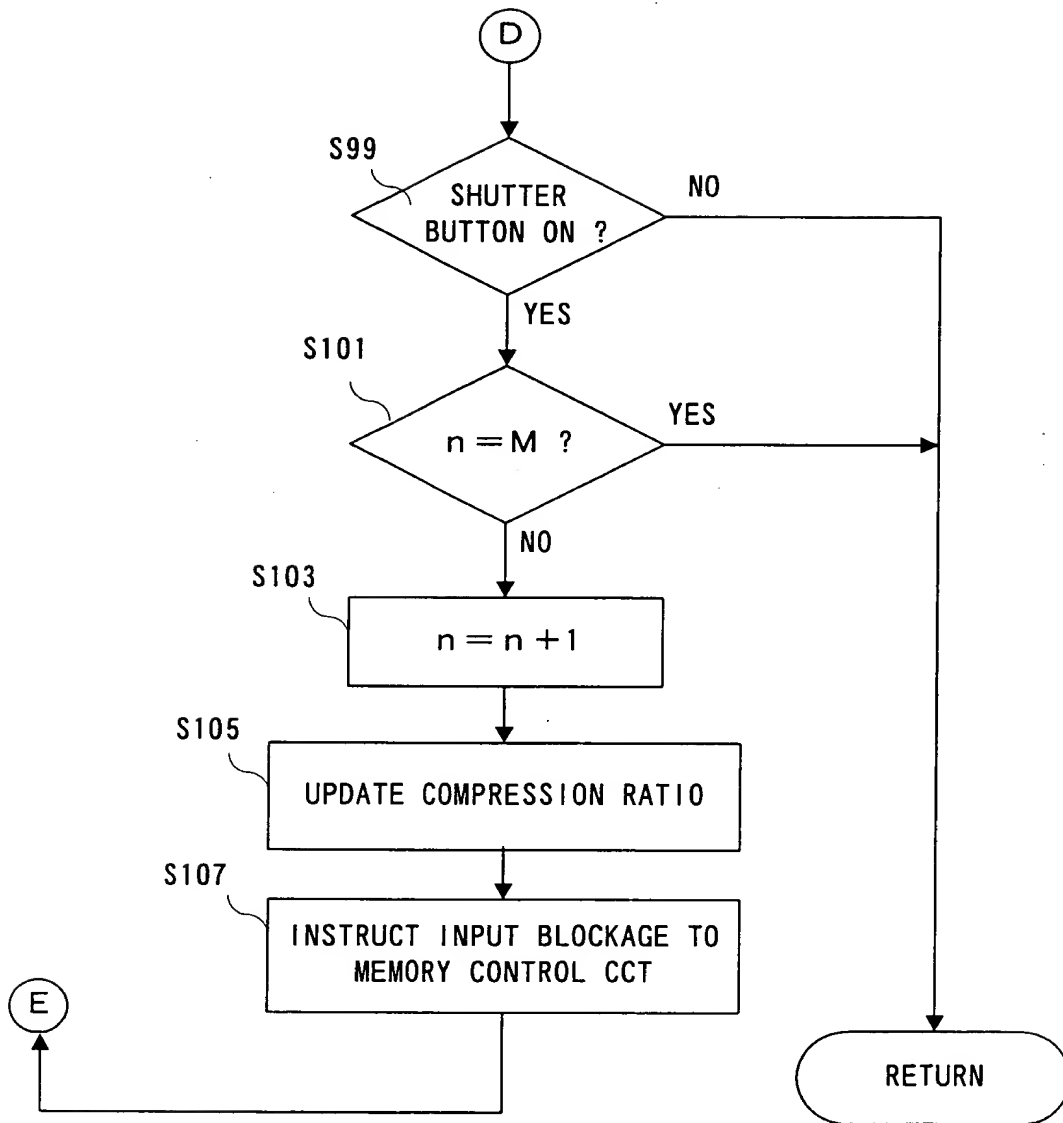 D
S99
SHUTTER
BUTTON ON ?
NO
YES
S101
n = M ?
YES
NO
S103
n = n + 1
S105
UPDATE COMPRESSION RATIO
S107
INSTRUCT INPUT BLOCKAGE TO
MEMORY CONTROL CCT
E
RETURN